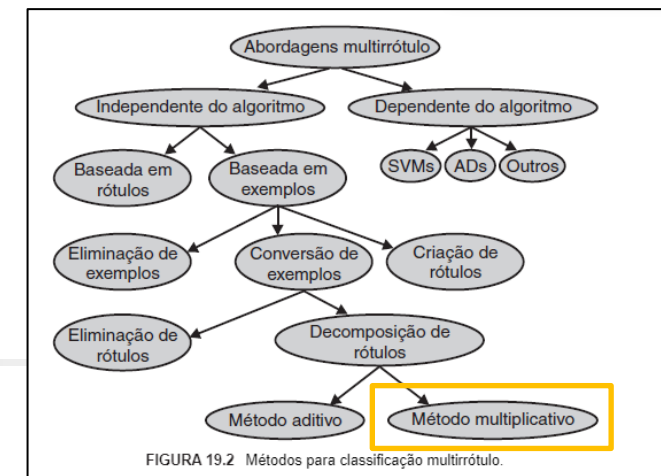 Abordagens multirrótulo
Independente do algoritmo
Dependente do algoritmo
Baseada em
rótulos
Baseada em
exemplos
SVMs
ADs
Outros
Eliminação de
exemplos
Conversão de
exemplos
Criação de
rótulos
Eliminação de
rótulos
Decomposição de
rótulos
Método aditivo
Método multiplicativo
FIGURA 19.2 Métodos para classificação multirrótulo.